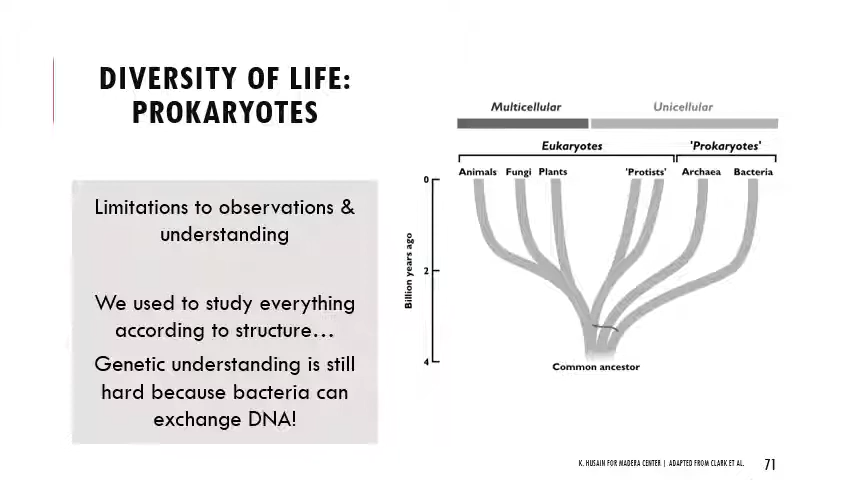 DIVERSITY OF LIFE:
PROKARYOTES
Limitations to observations &
understanding
We used to study everything
according to structure...
Genetic understanding is still
hard because bacteria can
exchange DNA!
Multicellular Unicellular
Eukaryotes 'Prokaryotes'
Animals Fungi Plants 'Protists' Archaea Bacteria
0
2
4
Billion years ago
Common ancestor
K. HUSAIN FOR MADERA CENTER | ADAPTED FROM CLARK ET AL. 71